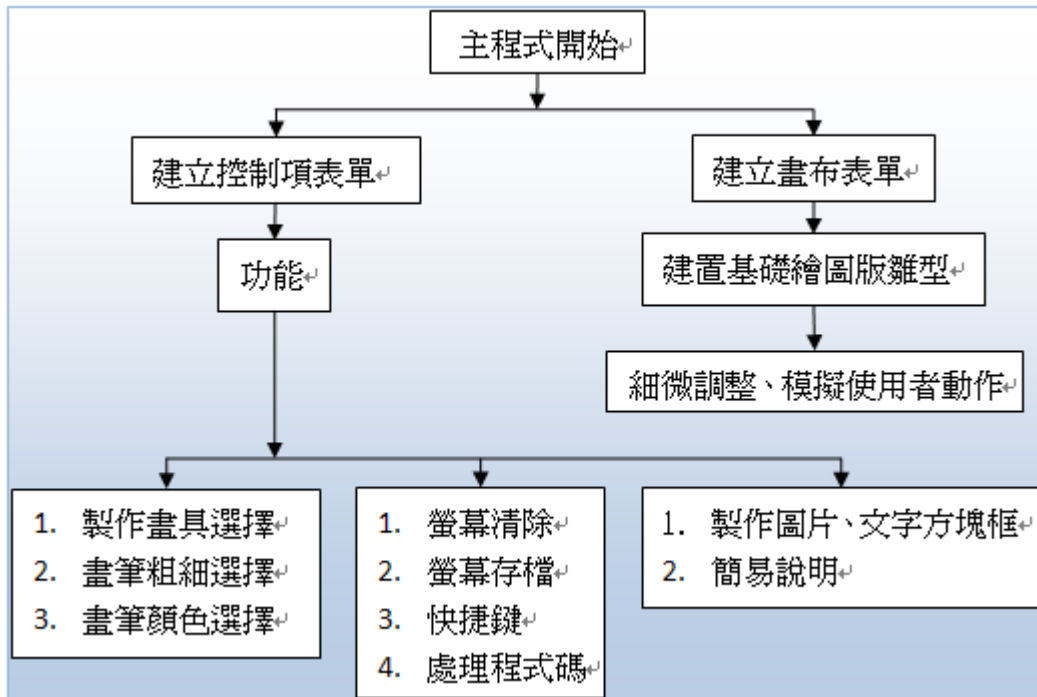 主程式開始
建立控制項表單
建立畫布表單
功能
建置基礎繪圖版雛型
細微調整、模擬使用者動作
1. 製作畫具選擇
2. 畫筆粗細選擇
3. 畫筆顏色選擇
1. 螢幕清除
2. 螢幕存檔
3. 快捷鍵
4. 處理程式碼
1. 製作圖片、文字方塊框
2. 簡易說明